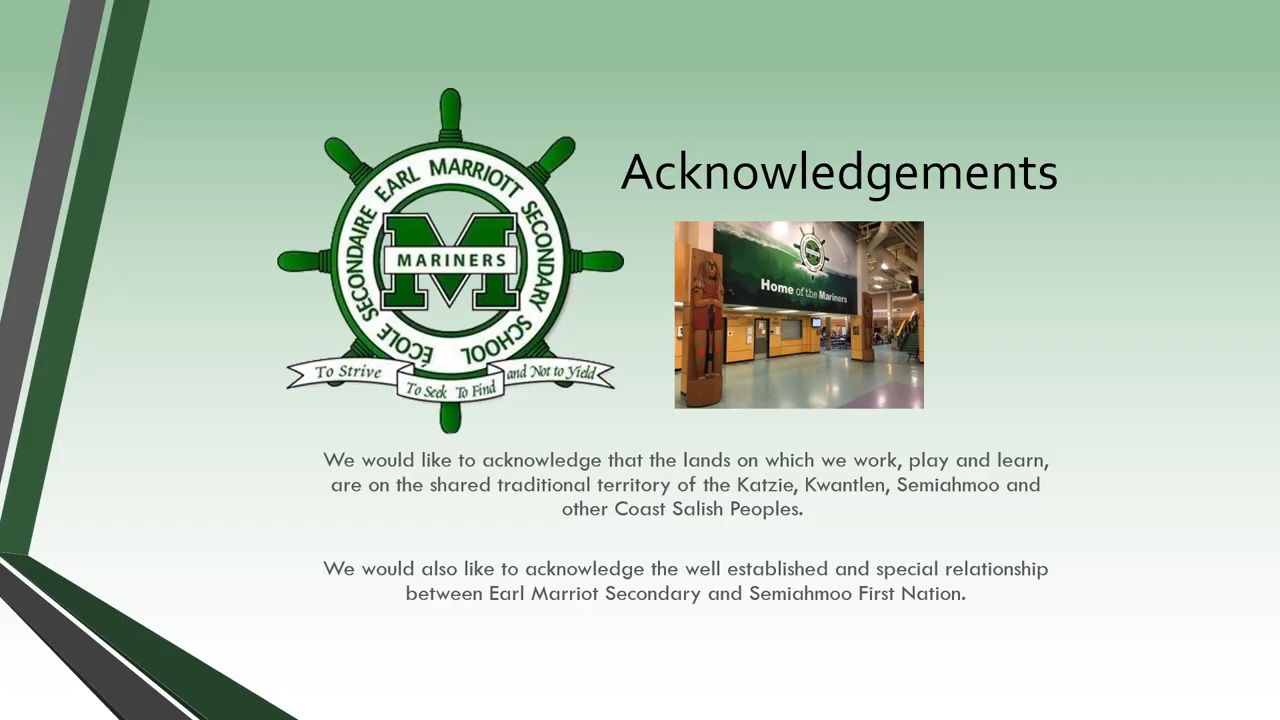 Acknowledgements
ÉCOLE SECONDAIRE EARL MARRIOTT SECONDARY SCHOOL
MARINERS
To Strive
To Seek To Find
and Not to Yield
Home of the Mariners
We would like to acknowledge that the lands on which we work, play and learn,
are on the shared traditional territory of the Katzie, Kwantlen, Semiahmoo and
other Coast Salish Peoples.
We would also like to acknowledge the well established and special relationship
between Earl Marriot Secondary and Semiahmoo First Nation.